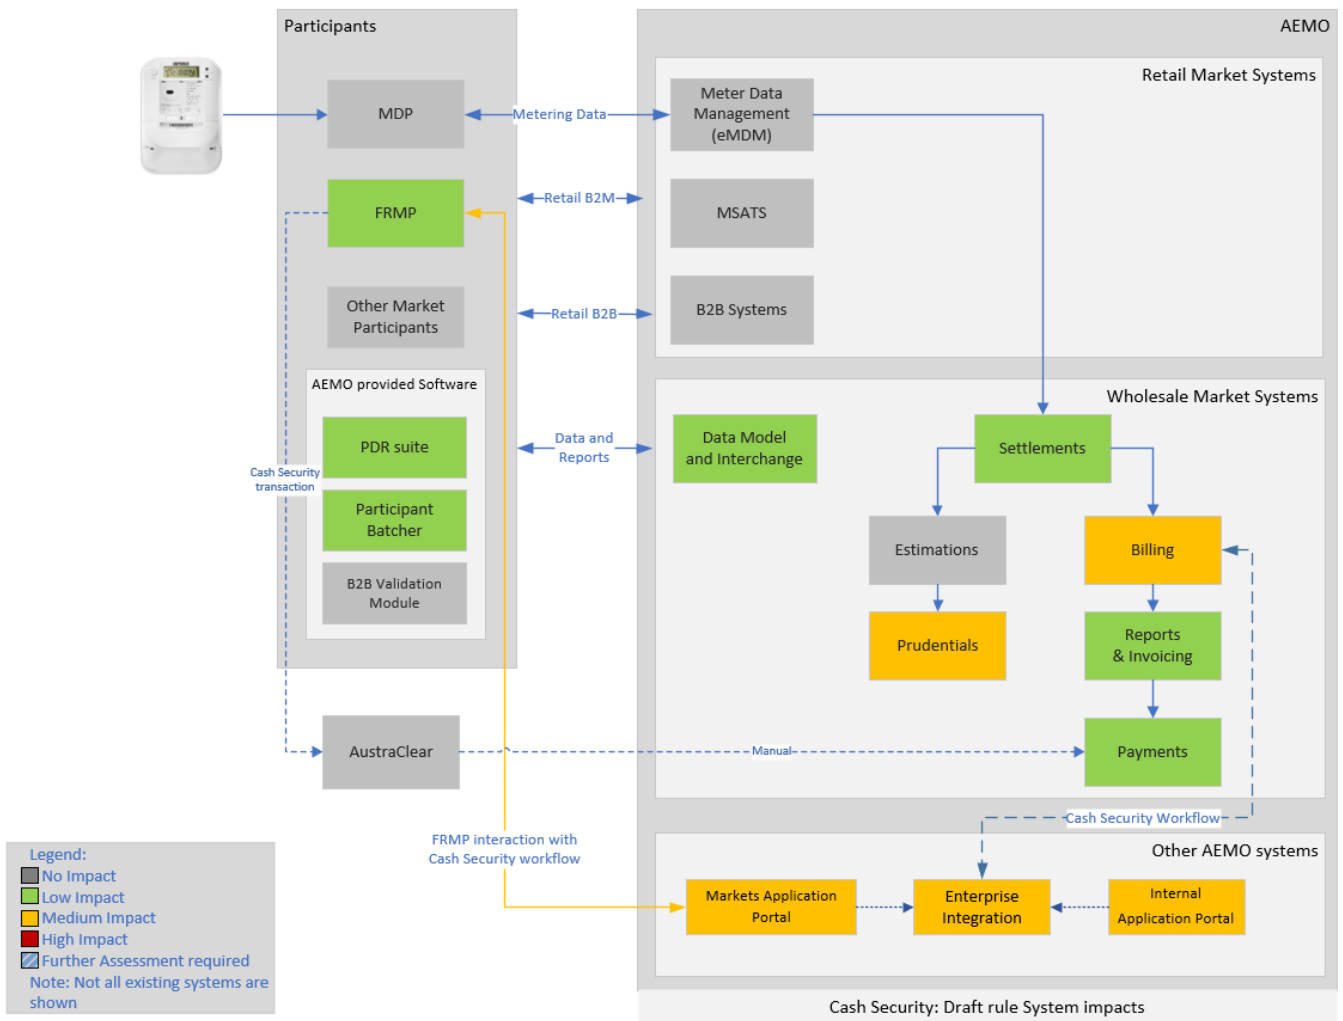 Participants
AEMO
Retail Market Systems
MDP
Metering Data
Meter Data
Management
(eMDM)
FRMP
Retail B2M
MSATS
Other Market
Participants
Retail B2B
B2B Systems
AEMO provided Software
Wholesale Market Systems
PDR suite
Data and
Reports
Data Model
and Interchange
Settlements
Cash Security
transaction
Participant
Batcher
Estimations
Billing
B2B Validation
Module
Prudentials
Reports
& Invoicing
AustraClear
Manual
Payments
Cash Security Workflow
FRMP interaction with
Cash Security workflow
Other AEMO systems
Markets Application
Portal
Enterprise
Integration
Internal
Application Portal
Legend:
No Impact
Low Impact
Medium Impact
High Impact
Further Assessment required
Note: Not all existing systems are
shown
Cash Security: Draft rule System impacts